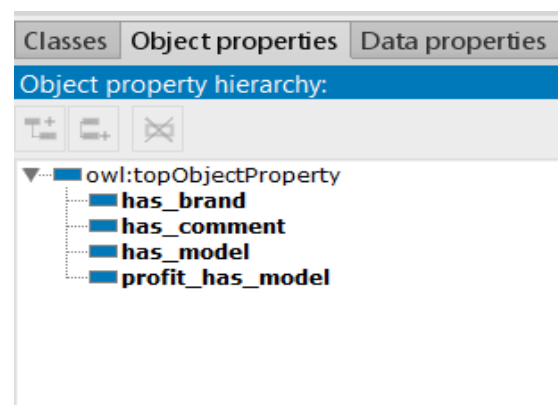 Classes Object properties Data properties
Object property hierarchy:
owl:topObjectProperty
has_brand
has_comment
has_model
profit_has_model